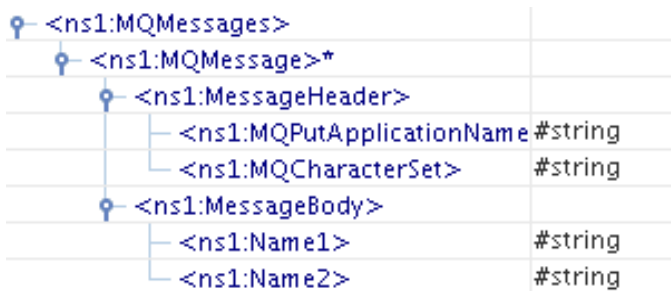 <ns1:MQMessages>
<ns1:MQMessage>*
<ns1:MessageHeader>
<ns1:MQPutApplicationName #string
<ns1:MQCharacterSet> #string
<ns1:MessageBody>
<ns1:Name1> #string
<ns1:Name2> #string